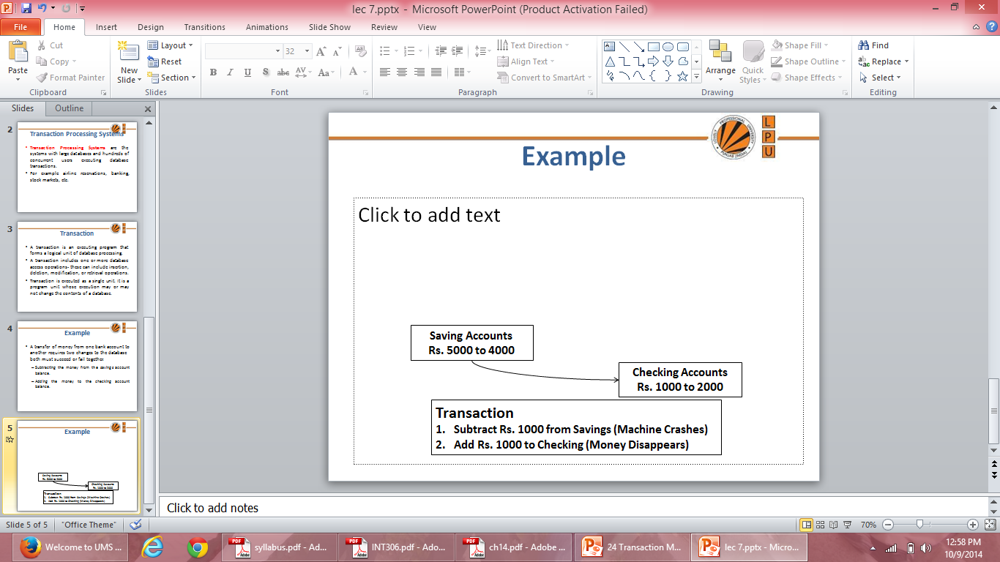 lec 7.pptx - Microsoft PowerPoint (Product Activation Failed)
File Home Insert Design Transitions Animations Slide Show Review View
Paste
Cut
Copy
Format Painter
Clipboard
New Slide
Layout
Reset
Section
Slides
32
B I U S abc AV Aa A
Font
Text Direction
Align Text
Convert to SmartArt
Paragraph
Arrange
Quick Styles
Shape Fill
Shape Outline
Shape Effects
Drawing
Find
Replace
Select
Editing
Slides Outline
2
Transaction Processing Systems
• Transaction Processing Systems are the
systems with large databases and hundreds of
concurrent users executing database
transactions.
• For example airline reservations, banking,
stock markets, etc.
3
Transaction
• A transaction is an executing program that
forms a logical unit of database processing.
• A transaction includes one or more database
access operations- these can include insertion,
deletion, modification, or retrieval operations.
• Transaction is executed as a single unit. It is a
program unit whose execution may or may
not change the contents of a database.
4
Example
• A transfer of money from one bank account to
another requires two changes to the database
both must succeed or fail together.
– Subtracting the money from the savings account
balance.
– Adding the money to the checking account
balance.
5
Example
Saving Accounts
Rs. 5000 to 4000
Checking Accounts
Rs. 1000 to 2000
Transaction
1. Subtract Rs. 1000 from Savings (Machine Crashes)
2. Add Rs. 1000 to Checking (Money Disappears)
LOVELY PROFESSIONAL UNIVERSITY
PUNJAB (INDIA)
L
P
U
Example
Click to add text
Saving Accounts
Rs. 5000 to 4000
Checking Accounts
Rs. 1000 to 2000
Transaction
1. Subtract Rs. 1000 from Savings (Machine Crashes)
2. Add Rs. 1000 to Checking (Money Disappears)
Click to add notes
Slide 5 of 5 "Office Theme" 70%
Welcome to UMS ... syllabus.pdf - Ad... INT306.pdf - Ado... ch14.pdf - Adobe ... 24 Transaction M... lec 7.pptx - Micro...
12:58 PM
10/9/2014